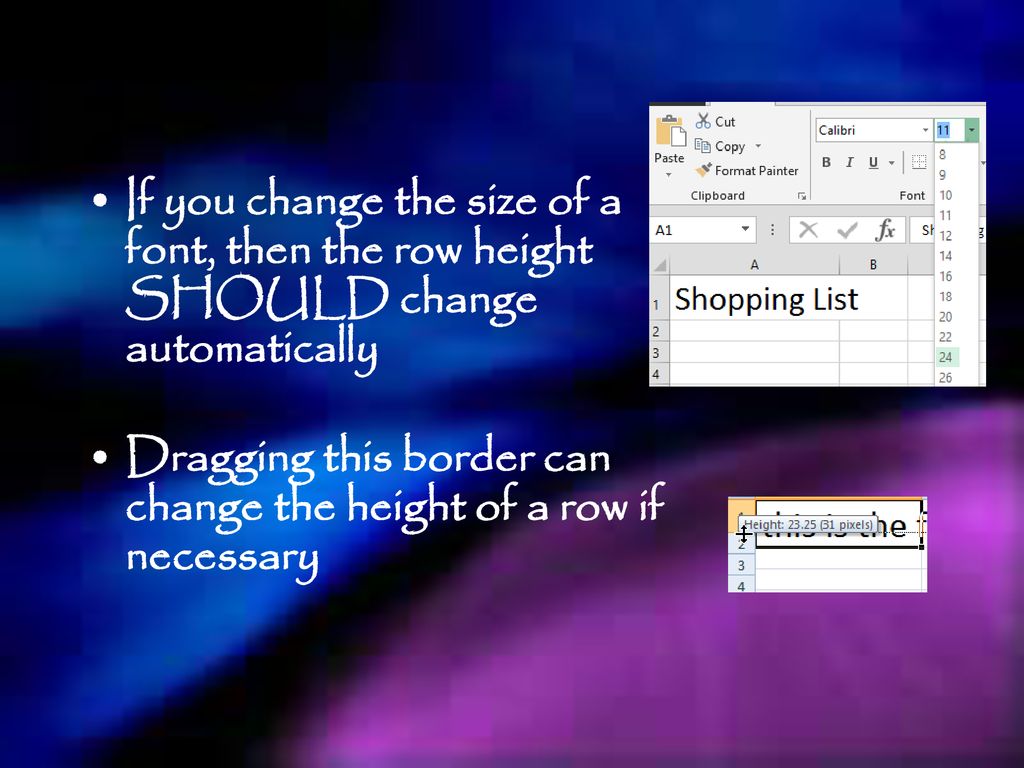 • If you change the size of a
font, then the row height
SHOULD change
automatically
• Dragging this border can
change the height of a row if
necessary
Cut
Copy
Paste
Format Painter
Clipboard
Calibri
11
B I U
Font
8
9
10
11
12
14
16
18
20
22
24
26
A1
fx
A B
1 Shopping List
2
3
4
Height: 23.25 (31 pixels)
this is the
2
3
4